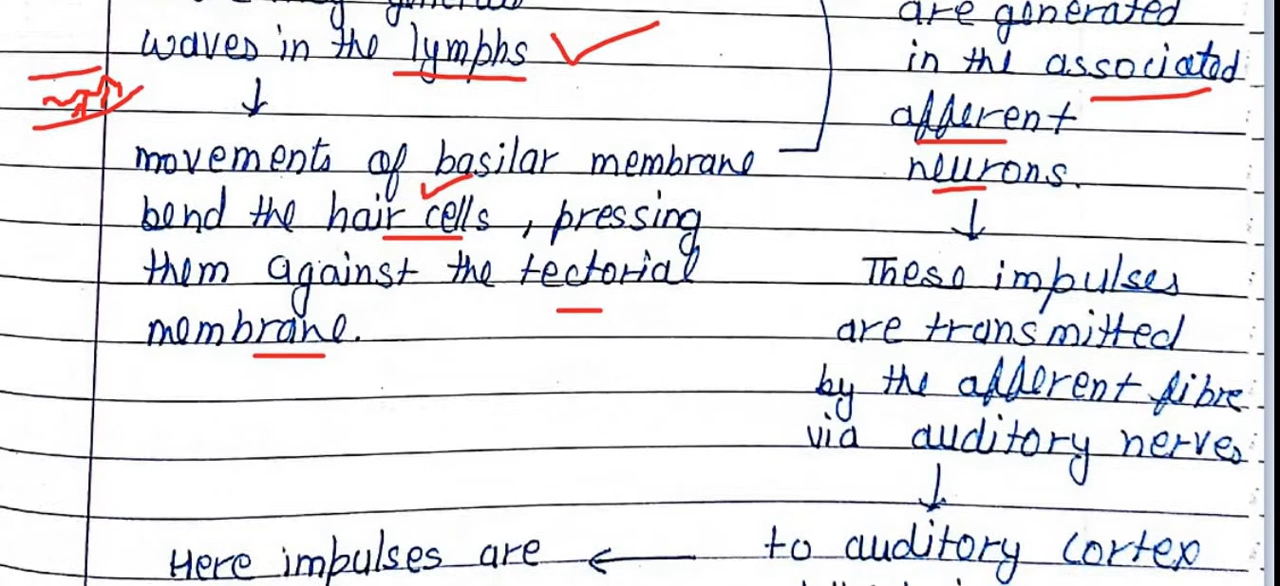 waves in the lymphs
↓
movements of basilar membrane
bend the hair cells, pressing
them against the tectorial
membrane.
are generated
in the associated
afferent
neurons.
↓
These impulses
are transmitted
by the afferent fibre
via auditory nerves
↓
to auditory cortex
←
Here impulses are